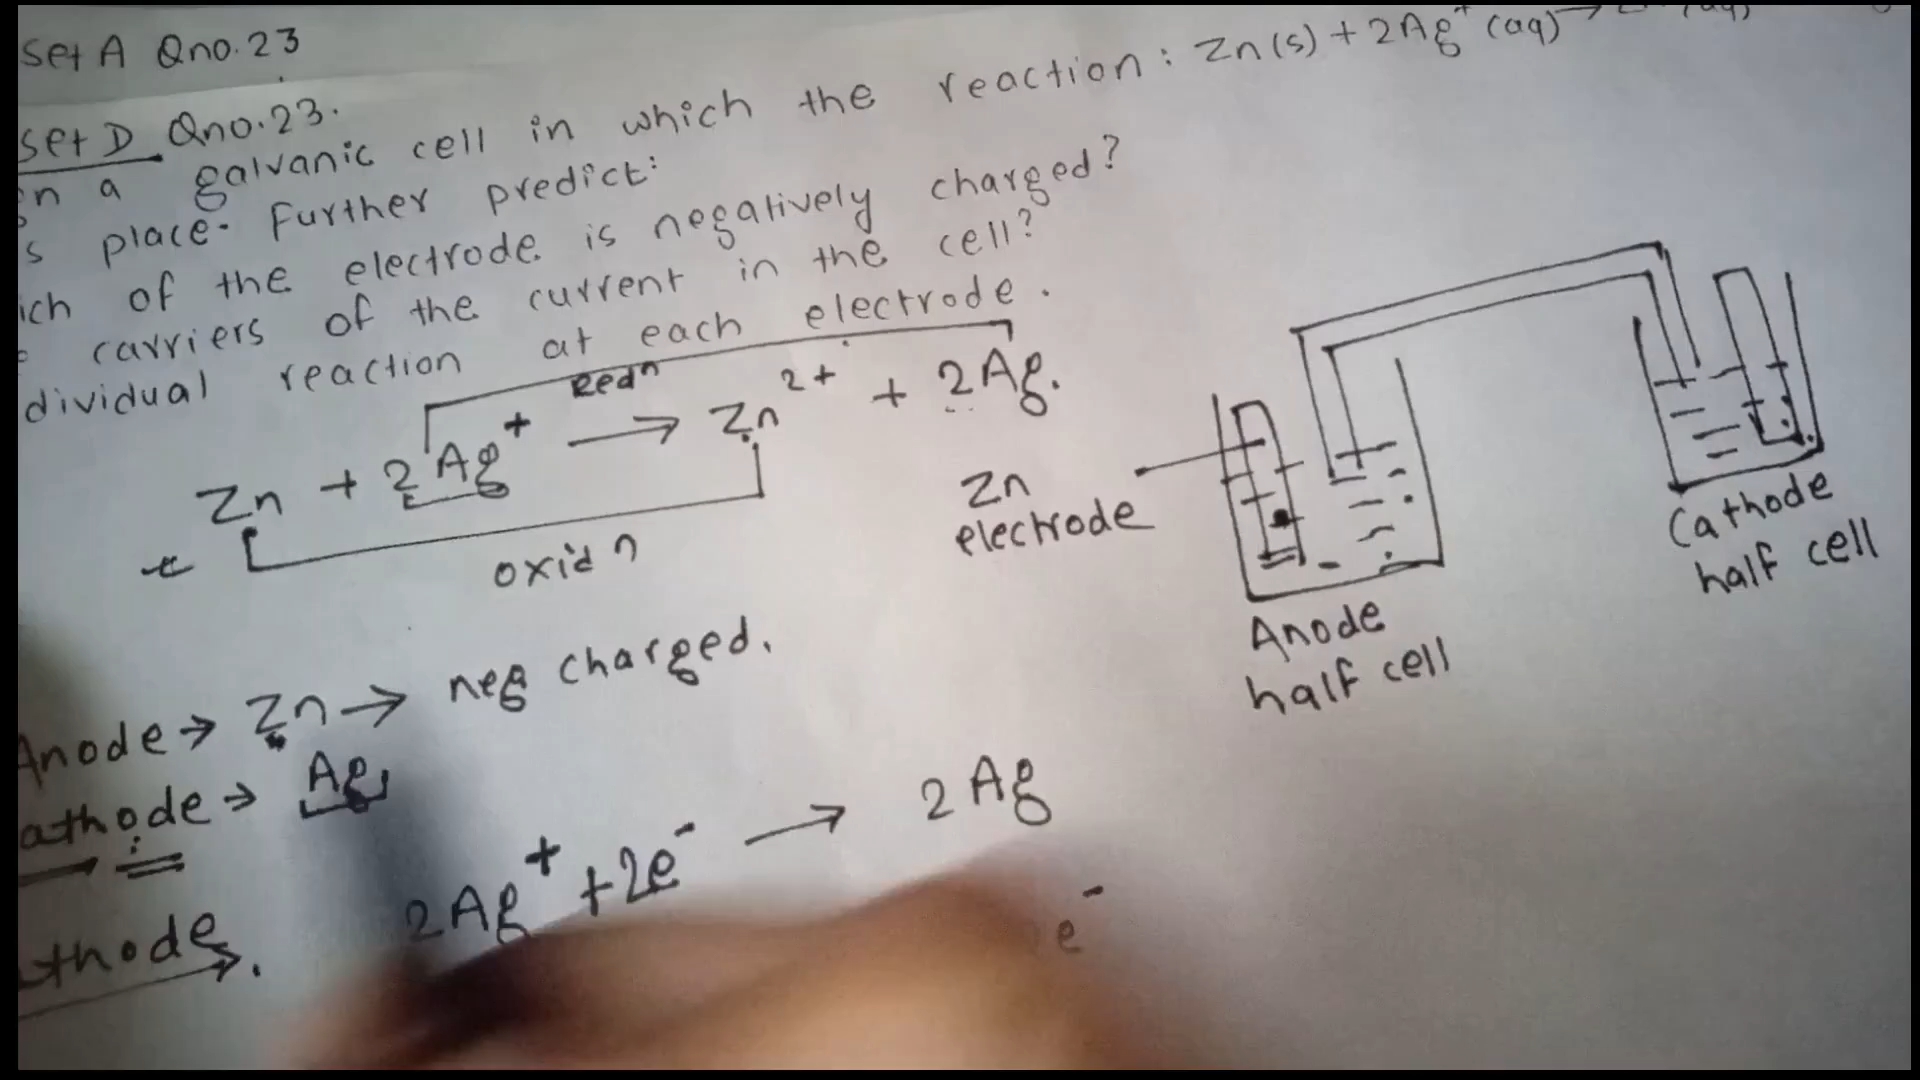 Set A Qno.23
Set D Qno.23.
n a galvanic cell in which the reaction : Zn(s) + 2Ag⁺ (aq) →
s place. Further predict:
ich of the electrode is negatively charged?
carriers of the current in the cell?
dividual reaction at each electrode.
Redⁿ
Zn + 2Ag⁺ → Zn²⁺ + 2Ag.
oxidⁿ
Zn
electrode
Anode
half cell
Cathode
half cell
Anode → Zn → neg charged.
athode → Ag
2Ag⁺ + 2e⁻ → 2Ag
thode.
e⁻